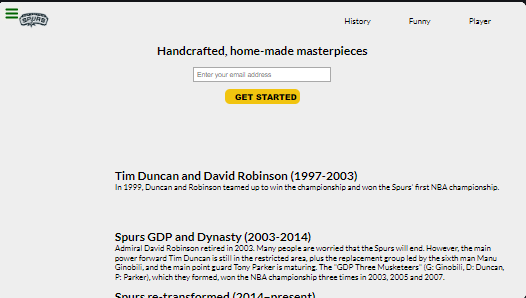 SPURS
History Funny Player
Handcrafted, home-made masterpieces
Enter your email address
GET STARTED
Tim Duncan and David Robinson (1997-2003)
In 1999, Duncan and Robinson teamed up to win the championship and won the Spurs' first NBA championship.
Spurs GDP and Dynasty (2003-2014)
Admiral David Robinson retired in 2003. Many people are worried that the Spurs will end. However, the main
power forward Tim Duncan is still in the restricted area, plus the replacement group led by the sixth man Manu
Ginobili, and the main point guard Tony Parker is maturing. The "GDP Three Musketeers" (G: Ginobili, D: Duncan,
P: Parker), which they formed, won the NBA championship three times in 2003, 2005 and 2007.
Spurs re-transformed (2014–present)